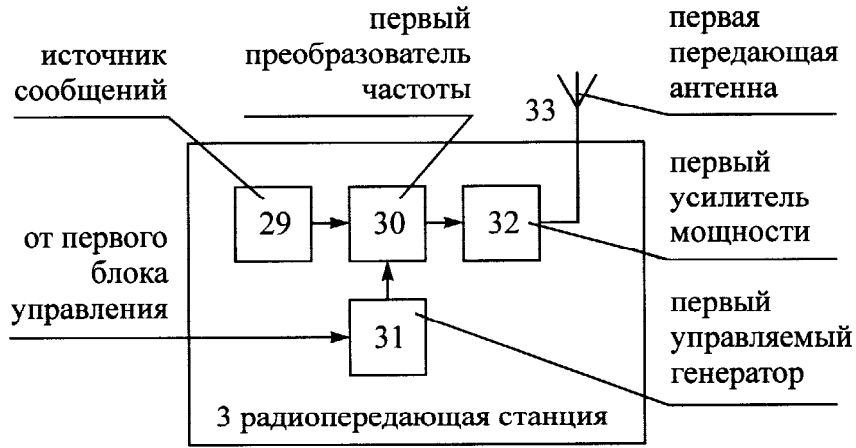 первый
преобразователь
частоты
первая
передающая
антенна
источник
сообщений
33
первый
усилитель
мощности
29
30
32
от первого
блока
управления
31
первый
управляемый
генератор
3 радиопередающая станция